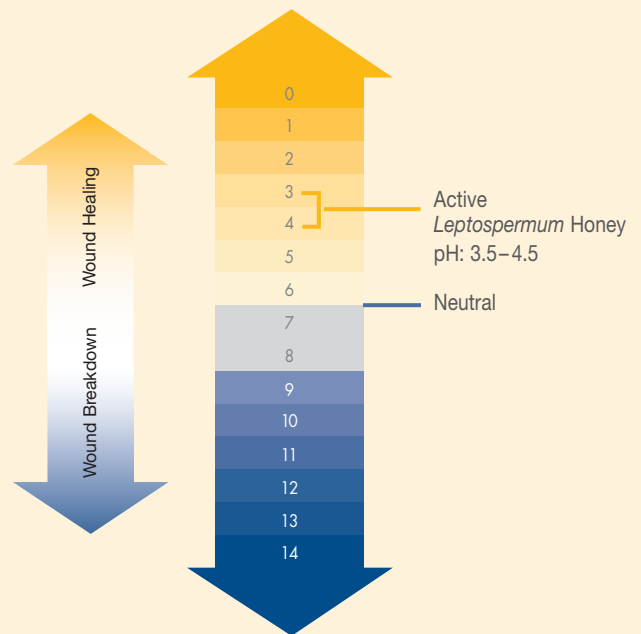 Wound Healing
Wound Breakdown
0
1
2
3
4
5
6
7
8
9
10
11
12
13
14
Active
Leptospermum Honey
pH: 3.5–4.5
Neutral